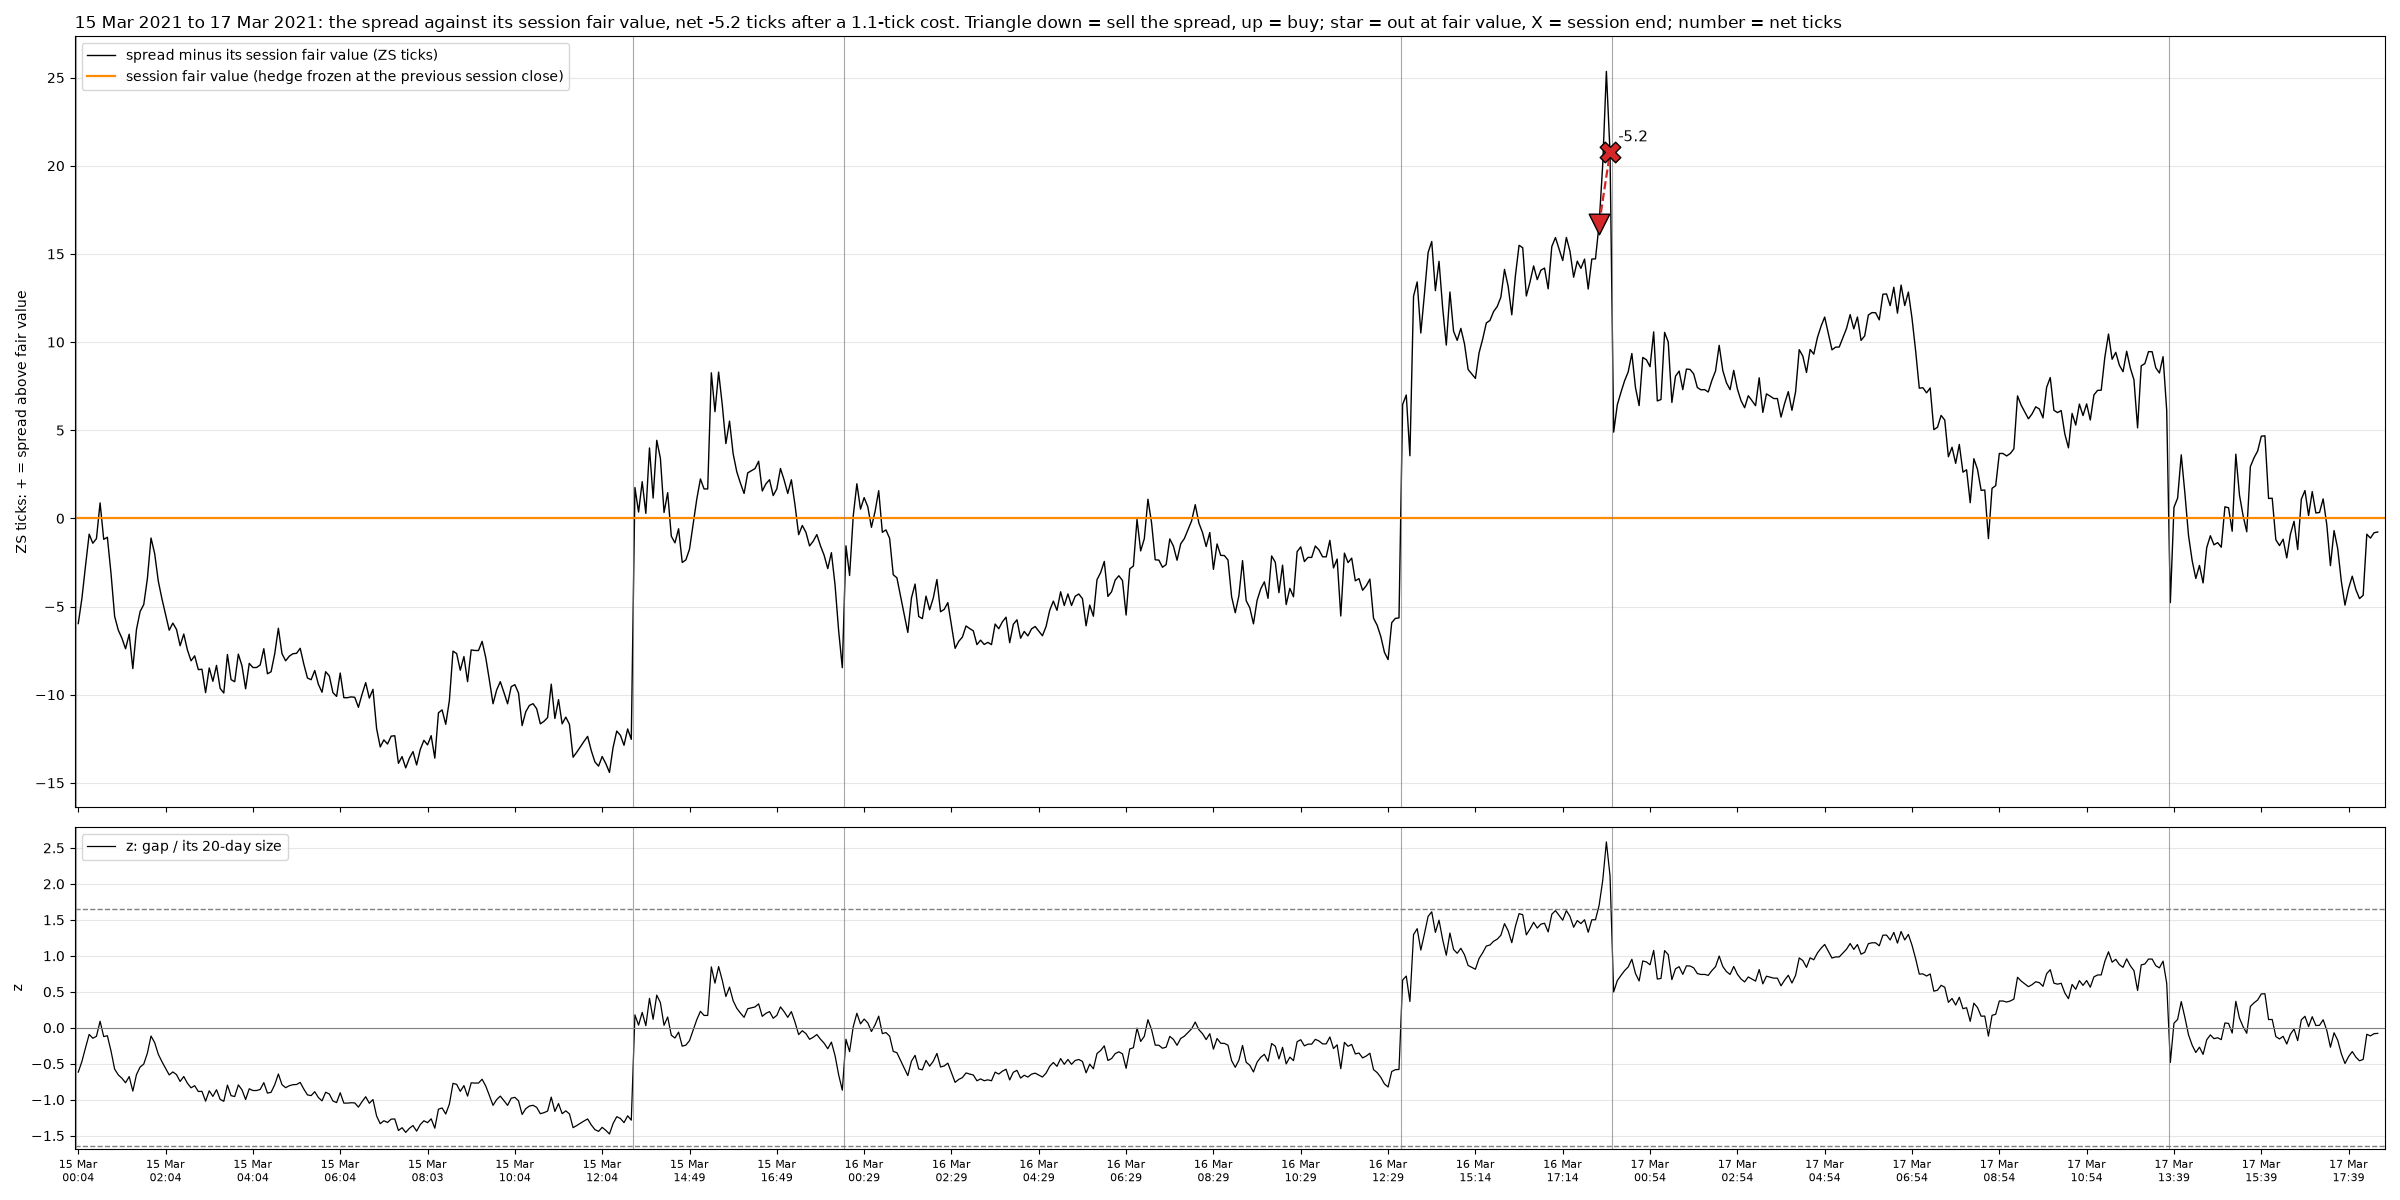 15 Mar 2021 to 17 Mar 2021: the spread against its session fair value, net -5.2 ticks after a 1.1-tick cost. Triangle down = sell the spread, up = buy; star = out at fair value, X = session end; number = net ticks
spread minus its session fair value (ZS ticks)
session fair value (hedge frozen at the previous session close)
ZS ticks: + = spread above fair value
25
20
15
10
5
0
−5
−10
−15
-5.2
z: gap / its 20-day size
z
2.5
2.0
1.5
1.0
0.5
0.0
−0.5
−1.0
−1.5
15 Mar 15 Mar 15 Mar 15 Mar 15 Mar 15 Mar 15 Mar 15 Mar 15 Mar 16 Mar 16 Mar 16 Mar 16 Mar 16 Mar 16 Mar 16 Mar 16 Mar 16 Mar 17 Mar 17 Mar 17 Mar 17 Mar 17 Mar 17 Mar 17 Mar 17 Mar 17 Mar
00:04 02:04 04:04 06:04 08:03 10:04 12:04 14:49 16:49 00:29 02:29 04:29 06:29 08:29 10:29 12:29 15:14 17:14 00:54 02:54 04:54 06:54 08:54 10:54 13:39 15:39 17:39